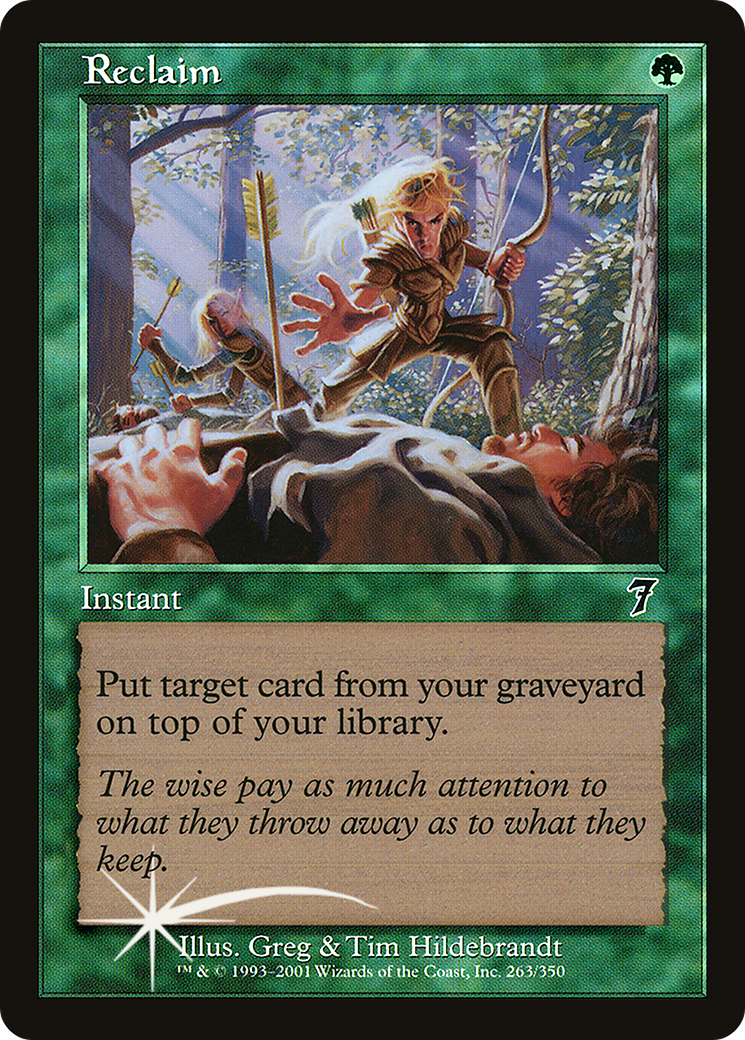 Reclaim
Instant
7
Put target card from your graveyard
on top of your library.
The wise pay as much attention to
what they throw away as to what they
keep.
Illus. Greg & Tim Hildebrandt
™ & © 1993–2001 Wizards of the Coast, Inc. 263/350